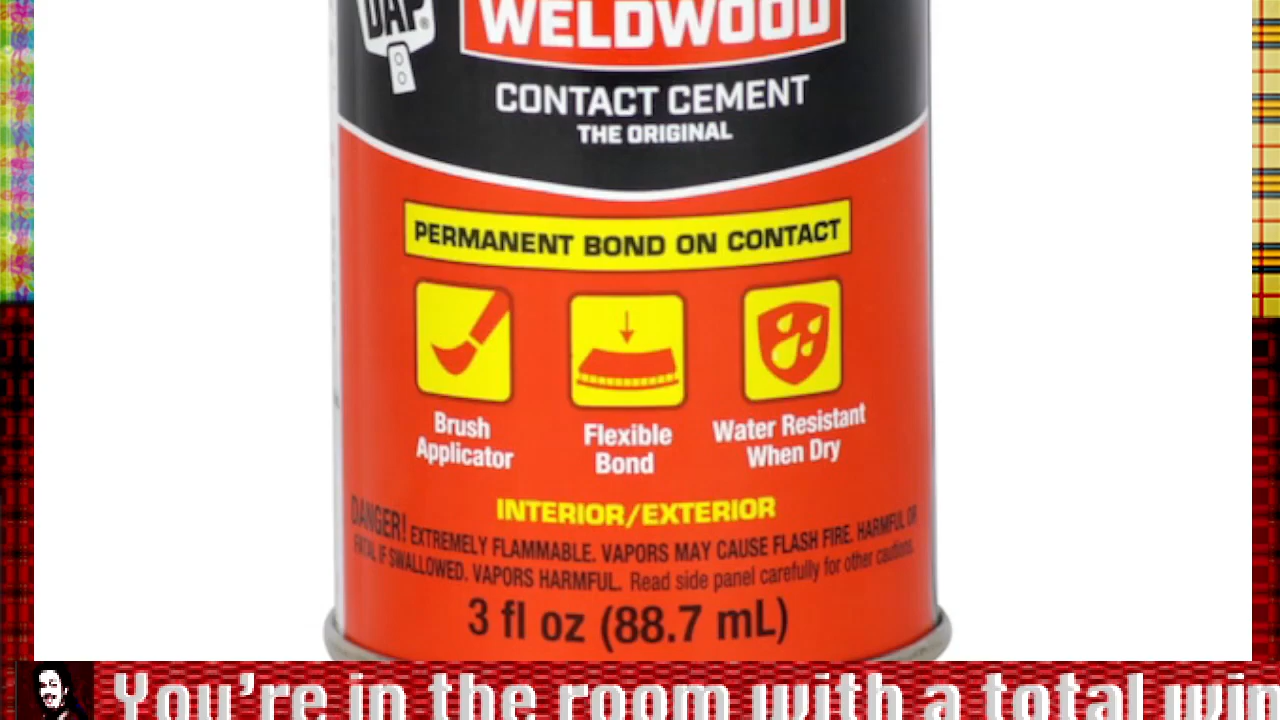 DAP®
WELDWOOD
CONTACT CEMENT
THE ORIGINAL
PERMANENT BOND ON CONTACT
Brush
Applicator
Flexible
Bond
Water Resistant
When Dry
INTERIOR/EXTERIOR
DANGER! EXTREMELY FLAMMABLE. VAPORS MAY CAUSE FLASH FIRE. HARMFUL OR
FATAL IF SWALLOWED. VAPORS HARMFUL. Read side panel carefully for other cautions.
3 fl oz (88.7 mL)
You're in the room with a total